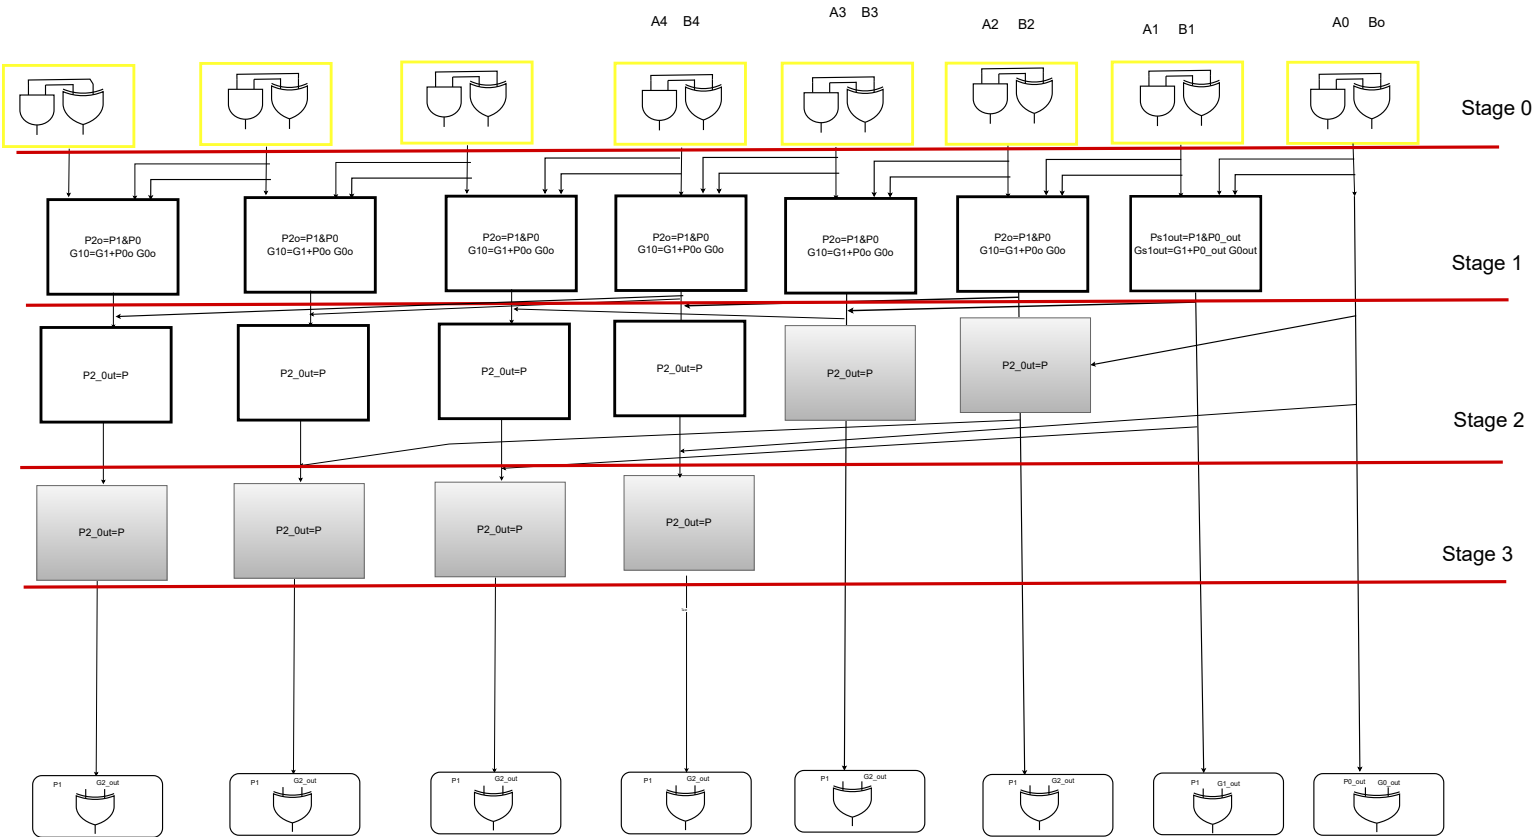 A4 B4
A3 B3
A2 B2
A1 B1
A0 Bo
Stage 0
P2o=P1&P0
G10=G1+P0o G0o
P2o=P1&P0
G10=G1+P0o G0o
P2o=P1&P0
G10=G1+P0o G0o
P2o=P1&P0
G10=G1+P0o G0o
P2o=P1&P0
G10=G1+P0o G0o
P2o=P1&P0
G10=G1+P0o G0o
Ps1out=P1&P0_out
Gs1out=G1+P0_out G0out
Stage 1
P2_0ut=P
P2_0ut=P
P2_0ut=P
P2_0ut=P
P2_0ut=P
P2_0ut=P
Stage 2
P2_0ut=P
P2_0ut=P
P2_0ut=P
P2_0ut=P
Stage 3
P1 G2_out
P1 G2_out
P1 G2_out
P1 G2_out
P1 G2_out
P1 G2_out
P1 G1_out
P0_out G0_out